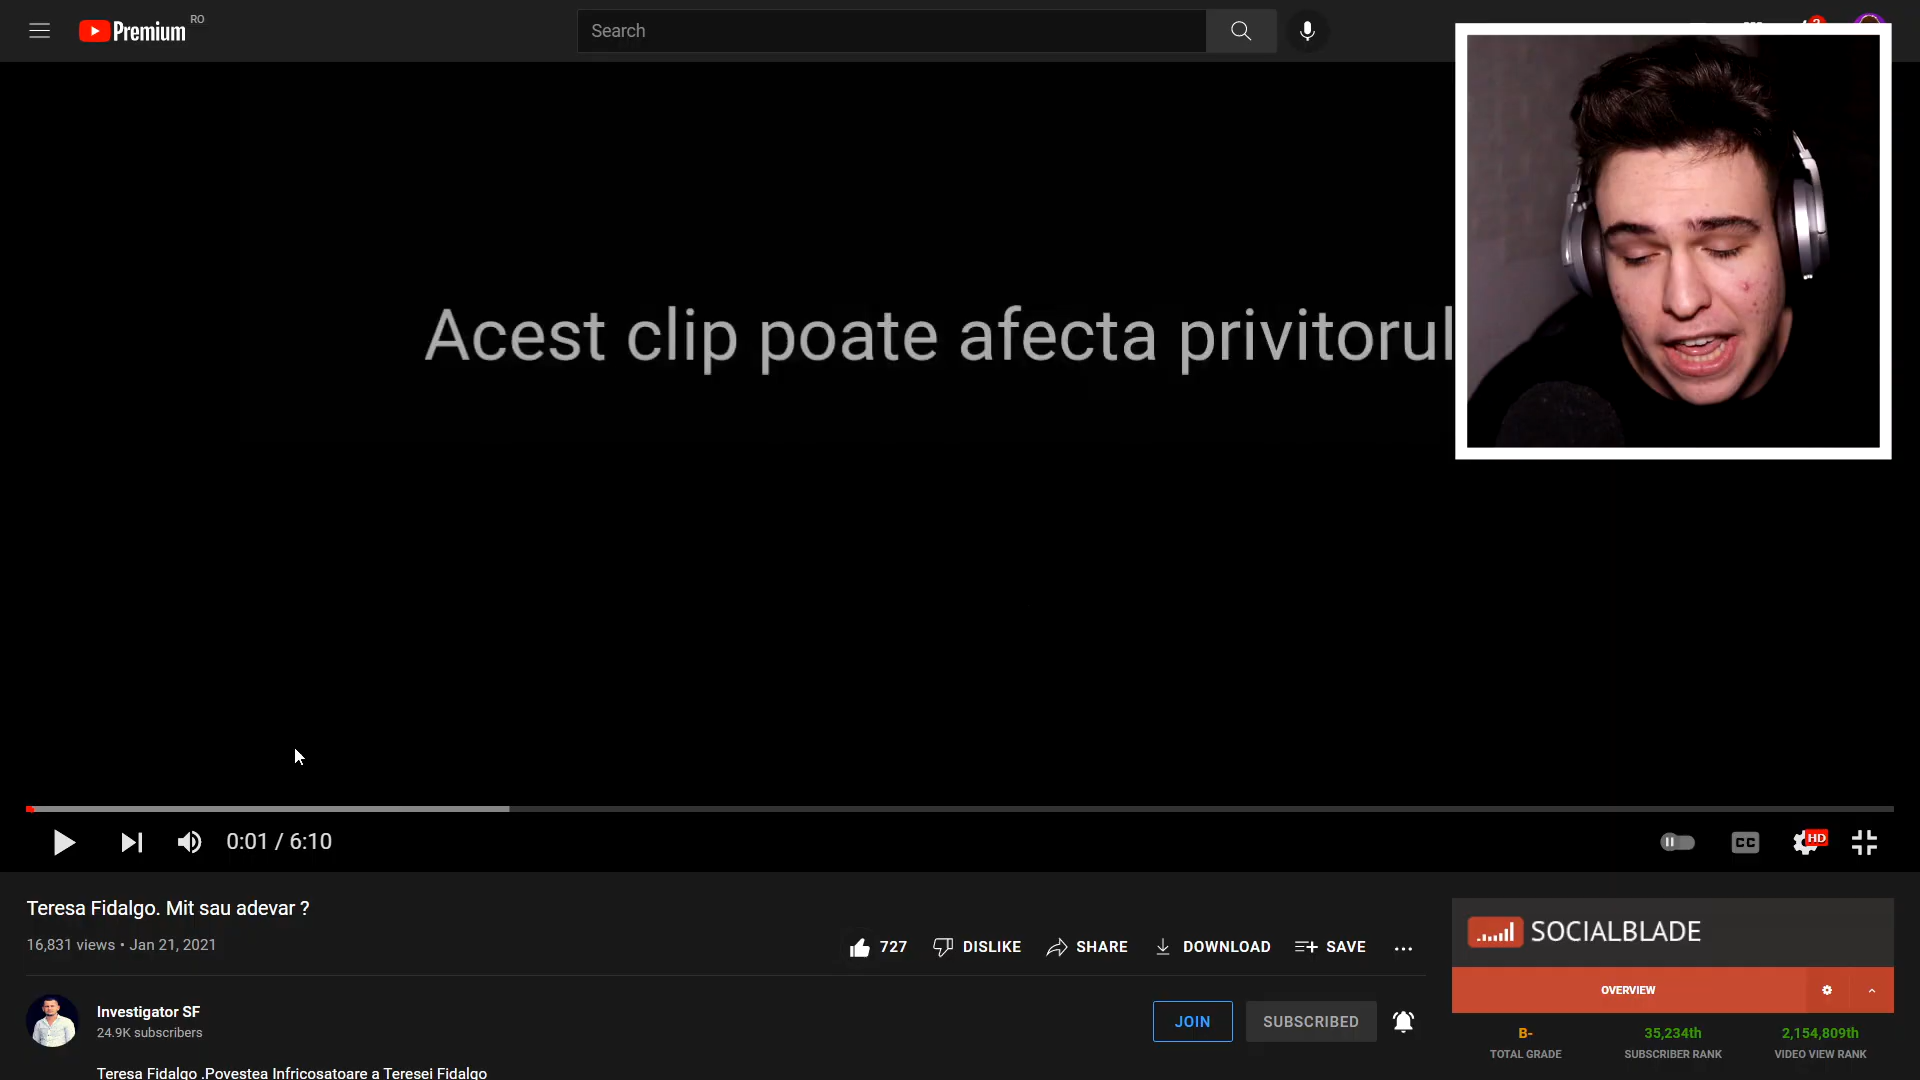 Premium RO
Search
Acest clip poate afecta privitorul
0:01 / 6:10
CC
HD
Teresa Fidalgo. Mit sau adevar ?
16,831 views • Jan 21, 2021
727 DISLIKE SHARE DOWNLOAD SAVE
SOCIALBLADE
OVERVIEW
Investigator SF
24.9K subscribers
JOIN SUBSCRIBED
B- 35,234th 2,154,809th
TOTAL GRADE SUBSCRIBER RANK VIDEO VIEW RANK
Teresa Fidalgo .Povestea Infricosatoare a Teresei Fidalgo